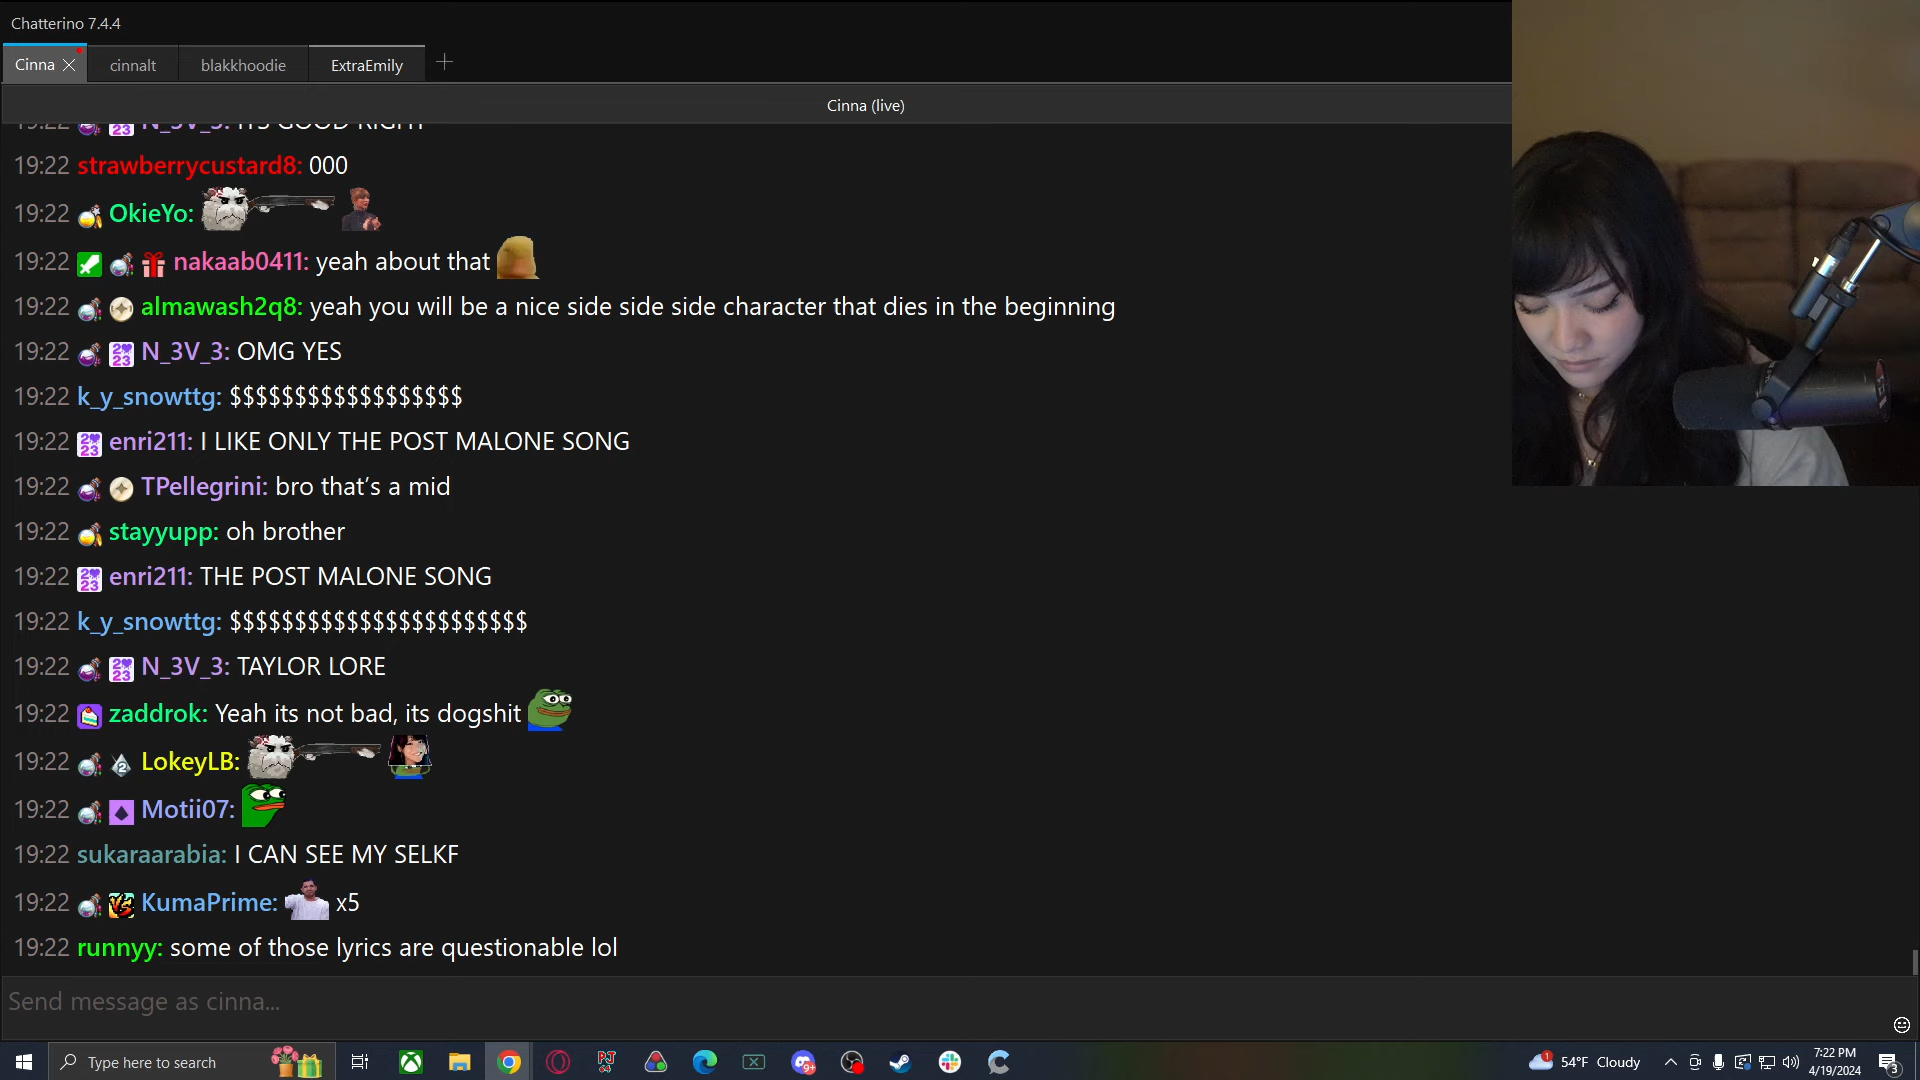 Chatterino 7.4.4
Cinna
cinnalt
blakkhoodie
ExtraEmily
Cinna (live)
19:22 N_3V_3: IT'S GOOD RIGHT
19:22 strawberrycustard8: 000
19:22 OkieYo:
19:22 nakaab0411: yeah about that
19:22 almawash2q8: yeah you will be a nice side side side character that dies in the beginning
19:22 N_3V_3: OMG YES
19:22 k_y_snowttg: $$$$$$$$$$$$$$$$$$
19:22 enri211: I LIKE ONLY THE POST MALONE SONG
19:22 TPellegrini: bro that's a mid
19:22 stayyupp: oh brother
19:22 enri211: THE POST MALONE SONG
19:22 k_y_snowttg: $$$$$$$$$$$$$$$$$$$$$$$
19:22 N_3V_3: TAYLOR LORE
19:22 zaddrok: Yeah its not bad, its dogshit
19:22 LokeyLB:
19:22 Motii07:
19:22 sukaraarabia: I CAN SEE MY SELKF
19:22 KumaPrime: x5
19:22 runnyy: some of those lyrics are questionable lol
Send message as cinna...
Type here to search
54°F Cloudy
7:22 PM
4/19/2024